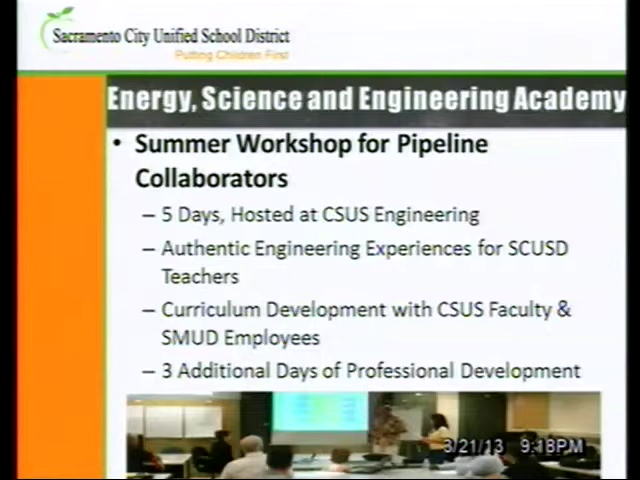 Sacramento City Unified School District
Putting Children First
Energy, Science and Engineering Academy
• Summer Workshop for Pipeline
Collaborators
– 5 Days, Hosted at CSUS Engineering
– Authentic Engineering Experiences for SCUSD
Teachers
– Curriculum Development with CSUS Faculty &
SMUD Employees
– 3 Additional Days of Professional Development
3/21/13 9:18PM